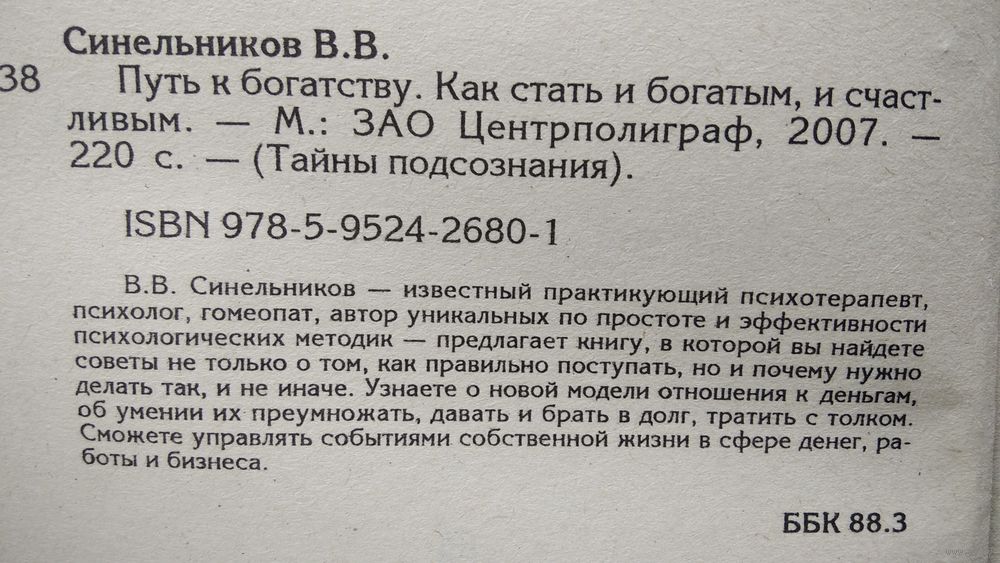 Синельников В.В.
38 Путь к богатству. Как стать и богатым, и счаст-
ливым. — М.: ЗАО Центрполиграф, 2007. —
220 с. — (Тайны подсознания).
ISBN 978-5-9524-2680-1
В.В. Синельников — известный практикующий психотерапевт,
психолог, гомеопат, автор уникальных по простоте и эффективности
психологических методик — предлагает книгу, в которой вы найдете
советы не только о том, как правильно поступать, но и почему нужно
делать так, и не иначе. Узнаете о новой модели отношения к деньгам,
об умении их преумножать, давать и брать в долг, тратить с толком.
Сможете управлять событиями собственной жизни в сфере денег, ра-
боты и бизнеса.
ББК 88.3